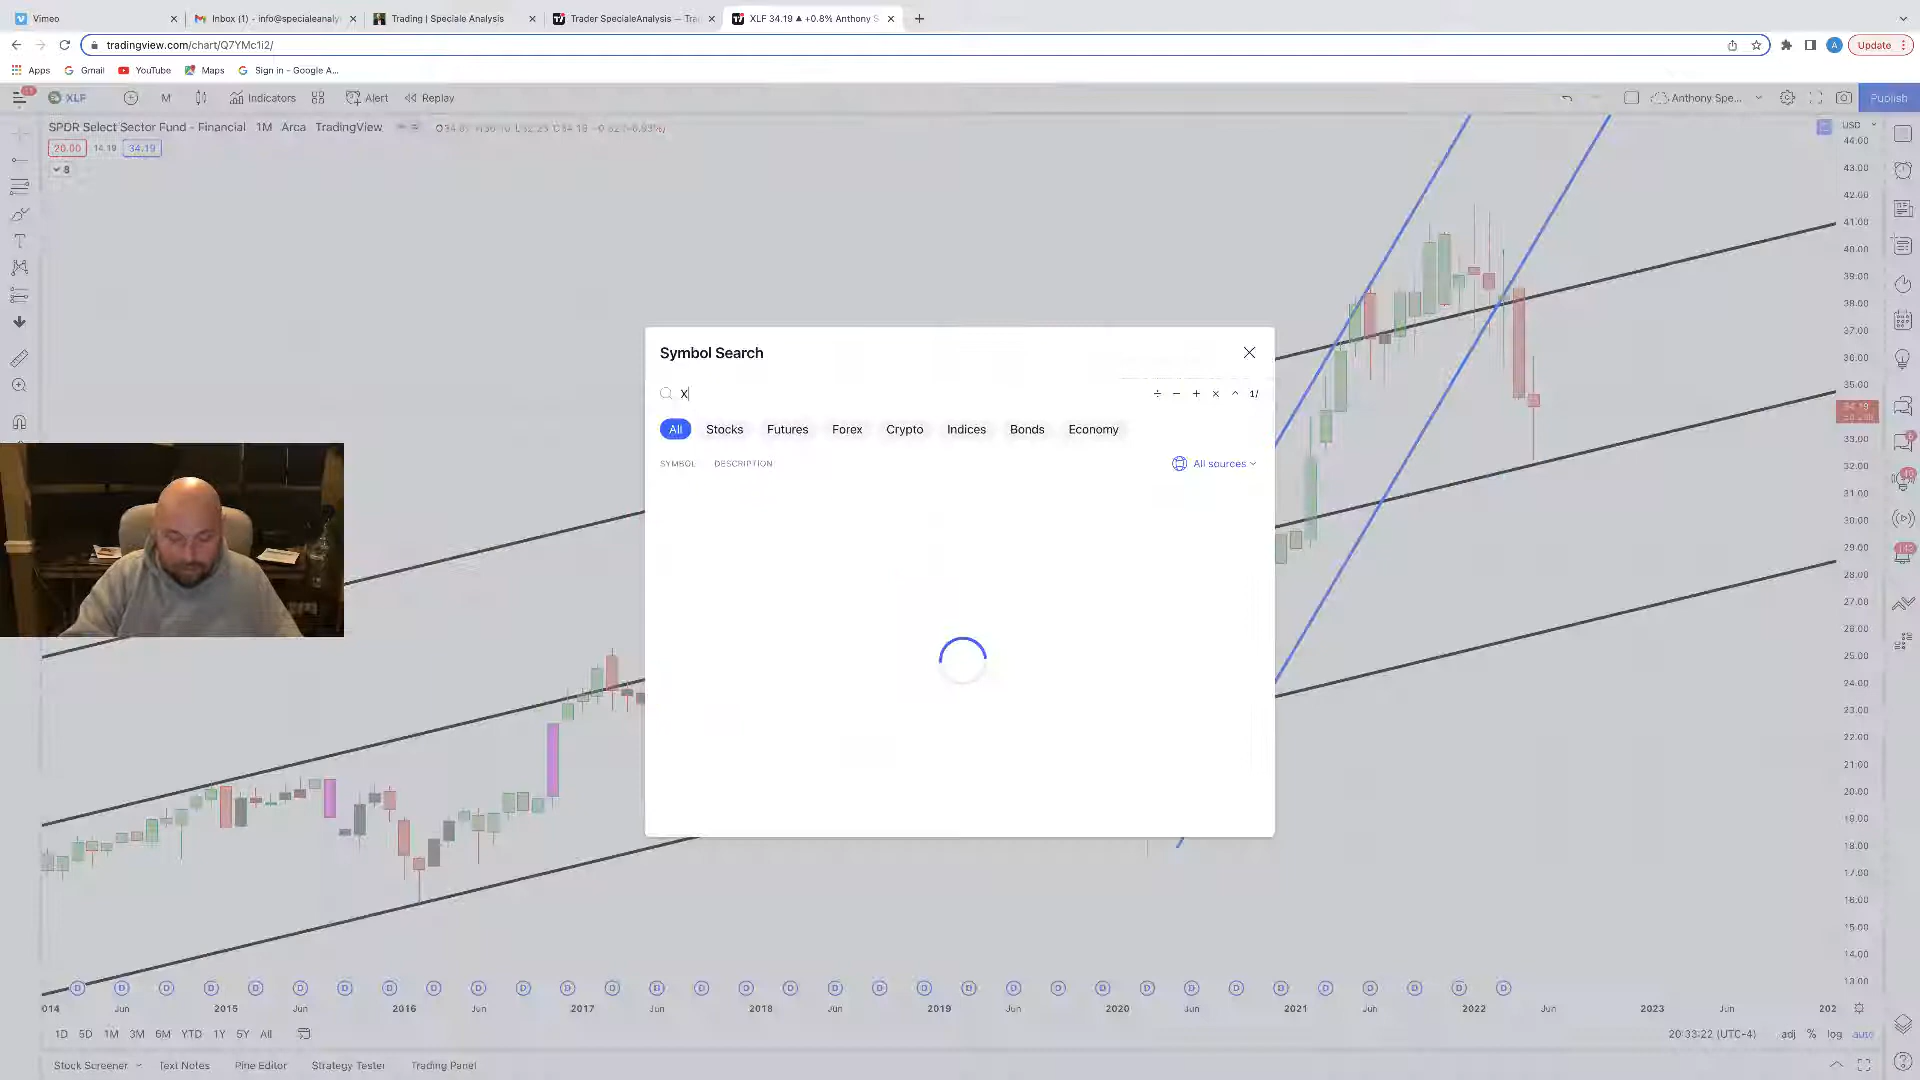 Vimeo
Inbox (1) - info@specialeanaly
Trading | Speciale Analysis
Trader SpecialeAnalysis — Tra
XLF 34.19 ▲ +0.8% Anthony S
tradingview.com/chart/Q7YMc1i2/
A
Update
Apps
Gmail
YouTube
Maps
Sign in - Google A...
XLF
M
Indicators
Alert
Replay
Anthony Spe...
Publish
SPDR Select Sector Fund - Financial 1M Arca TradingView
USD
20.00
14.19
34.19
8
44.00
43.00
42.00
41.00
40.00
39.00
38.00
37.00
36.00
35.00
34.19
33.00
32.00
31.00
30.00
29.00
28.00
27.00
26.00
25.00
24.00
23.00
22.00
21.00
20.00
19.00
18.00
17.00
16.00
15.00
14.00
13.00
Symbol Search
X
÷ − + × ^ 1/
All
Stocks
Futures
Forex
Crypto
Indices
Bonds
Economy
SYMBOL
DESCRIPTION
All sources
D D D D D D D D D D D D D D D D D D D D D D D D D D D D D D D D D
014 Jun 2015 Jun 2016 Jun 2017 Jun 2018 Jun 2019 Jun 2020 Jun 2021 Jun 2022 Jun 2023 Jun 202
1D 5D 1M 3M 6M YTD 1Y 5Y All
20:33:22 (UTC-4)
adj % log auto
Stock Screener
Text Notes
Pine Editor
Strategy Tester
Trading Panel